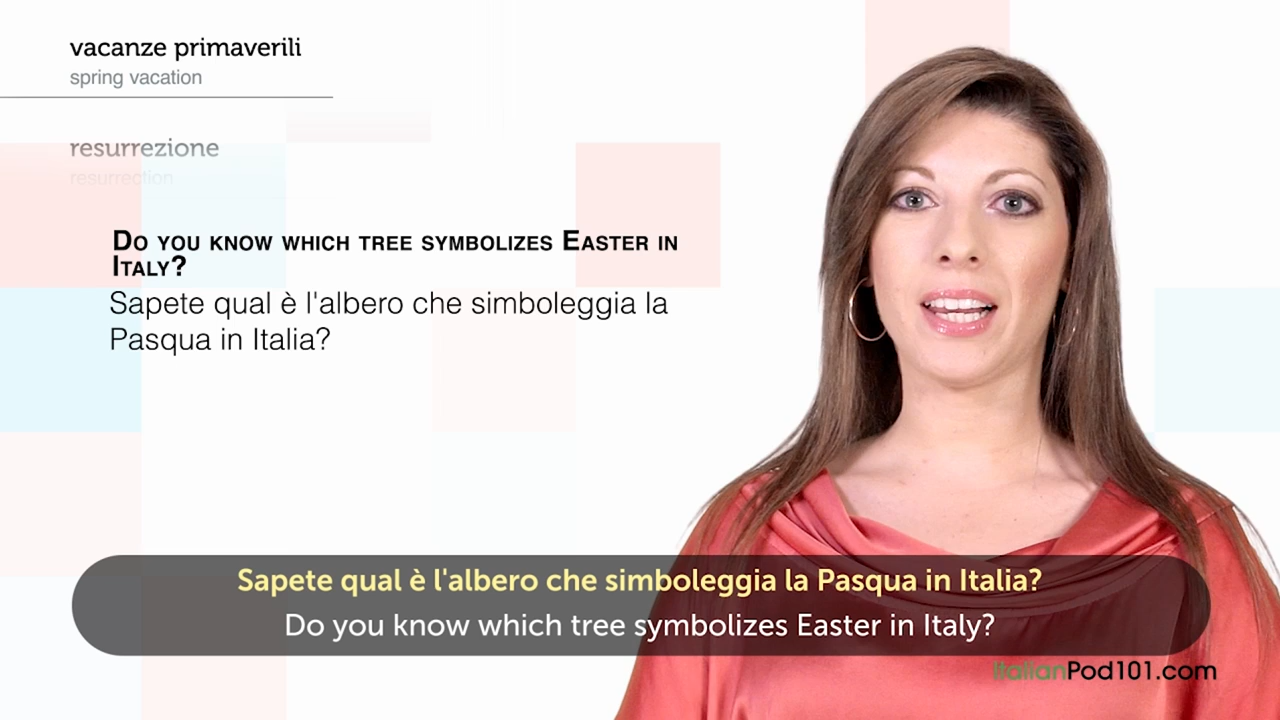 vacanze primaverili
spring vacation
resurrezione
resurrection
Do you know which tree symbolizes Easter in
Italy?
Sapete qual è l'albero che simboleggia la
Pasqua in Italia?
Sapete qual è l'albero che simboleggia la Pasqua in Italia?
Do you know which tree symbolizes Easter in Italy?
ItalianPod101.com